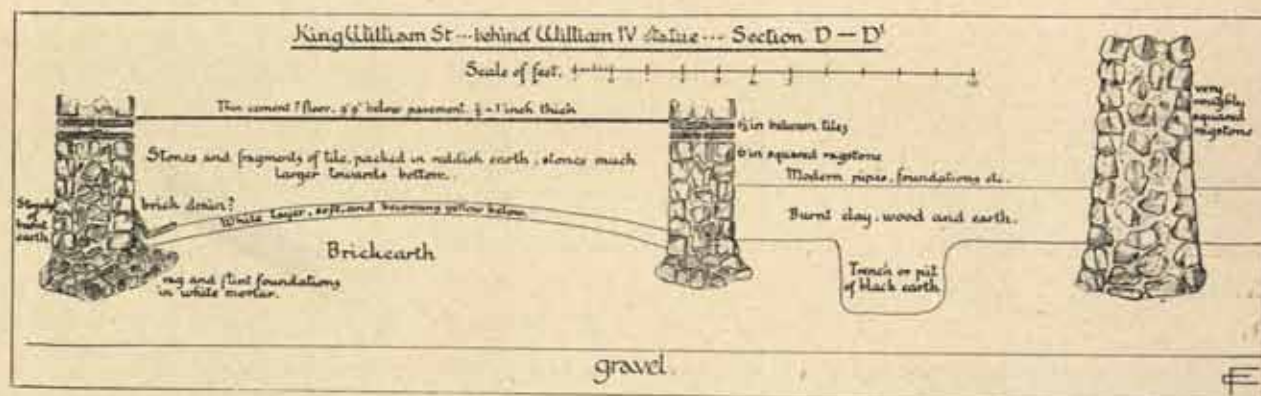 King William St --- behind William IV statue --- Section D — D¹
Scale of feet.
Thin cement ? floor, 9' 9" below pavement. ½ - 1 inch thick
Stones and fragments of tile, packed in reddish earth, stones much
larger towards bottom.
½ in between tiles
6 in squared ragstone
very
roughly
squared
ragstone
Modern pipes, foundations etc.
of
burnt
earth
brick drain?
White layer, soft, and becoming yellow below.
Burnt clay, wood and earth.
Brickearth
rag and flint foundations
in white mortar.
Trench or pit
of black earth
gravel.